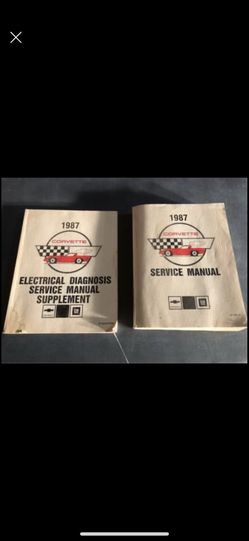 1987
CORVETTE
ELECTRICAL DIAGNOSIS
SERVICE MANUAL
SUPPLEMENT
1987
CORVETTE
SERVICE MANUAL